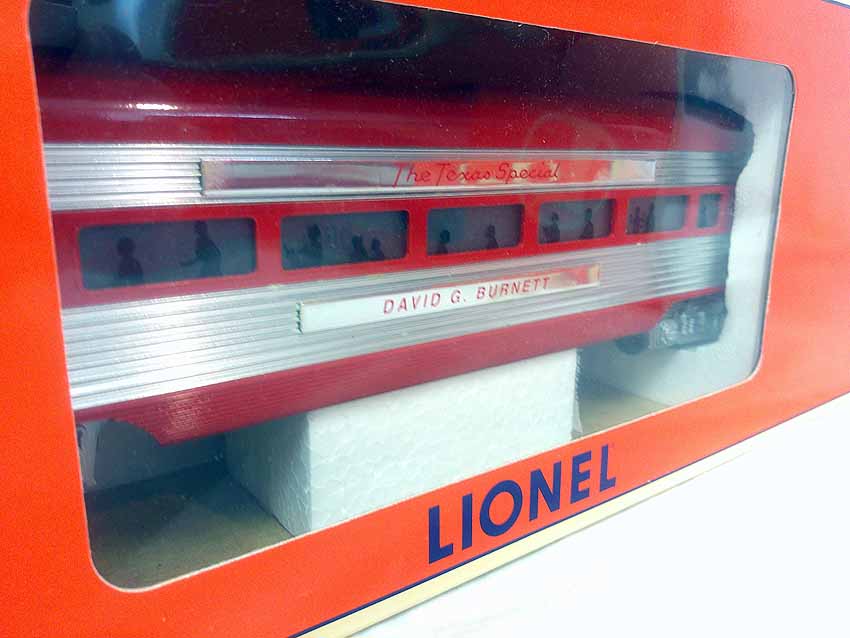 The Texas Special
DAVID G. BURNETT
LIONEL